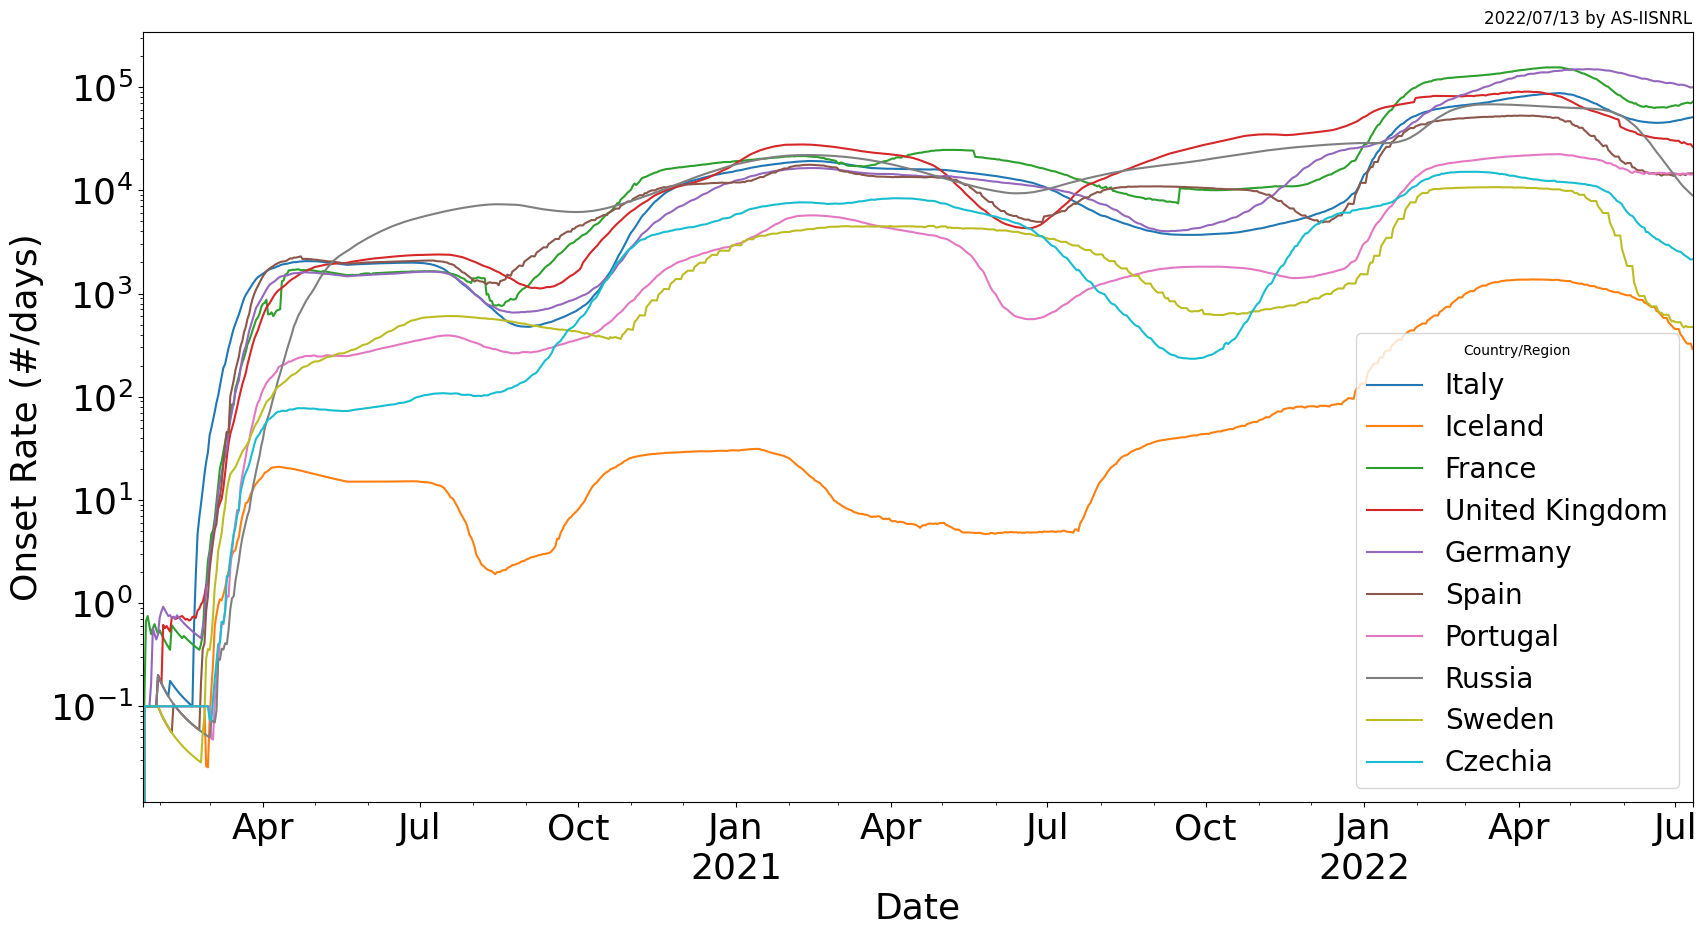 2022/07/13 by AS-IISNRL
Onset Rate (#/days)
10^5
10^4
10^3
10^2
10^1
10^0
10^−1
Country/Region
Italy
Iceland
France
United Kingdom
Germany
Spain
Portugal
Russia
Sweden
Czechia
Apr Jul Oct Jan Apr Jul Oct Jan Apr Jul
2021 2022
Date